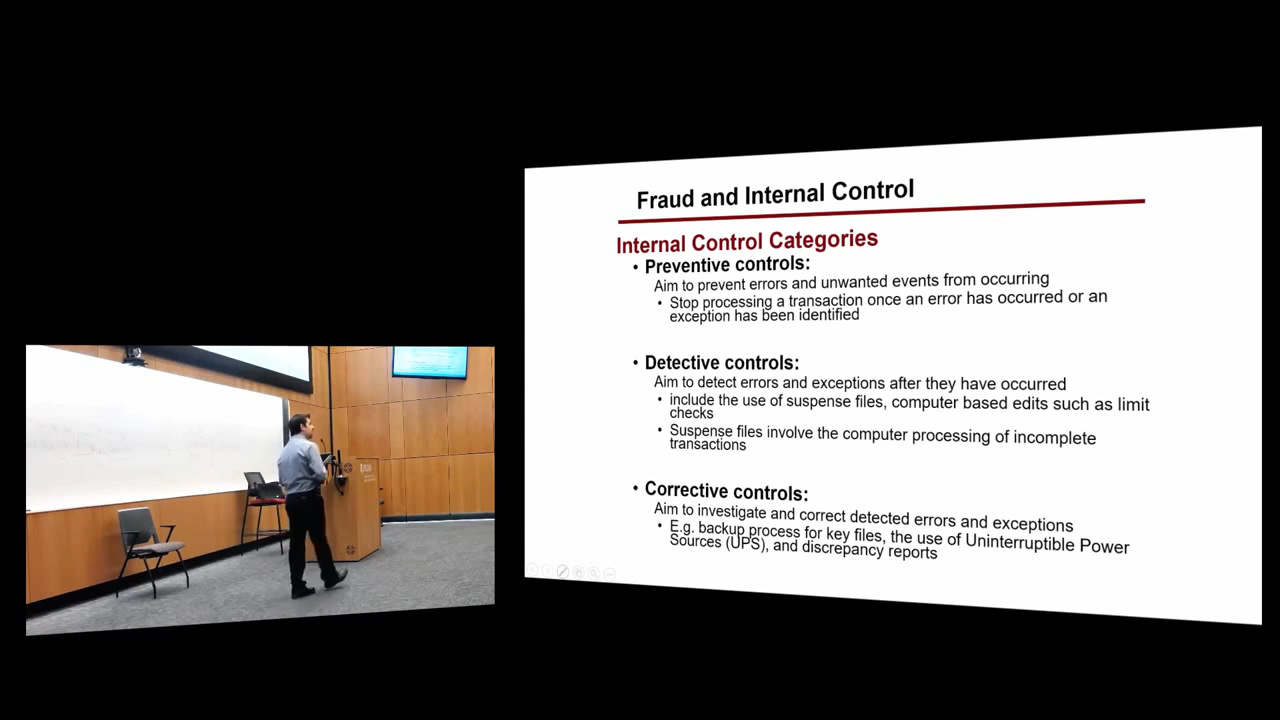 Fraud and Internal Control
Internal Control Categories
• Preventive controls:
Aim to prevent errors and unwanted events from occurring
• Stop processing a transaction once an error has occurred or an
exception has been identified
• Detective controls:
Aim to detect errors and exceptions after they have occurred
• include the use of suspense files, computer based edits such as limit
checks
• Suspense files involve the computer processing of incomplete
transactions
• Corrective controls:
Aim to investigate and correct detected errors and exceptions
• E.g. backup process for key files, the use of Uninterruptible Power
Sources (UPS), and discrepancy reports